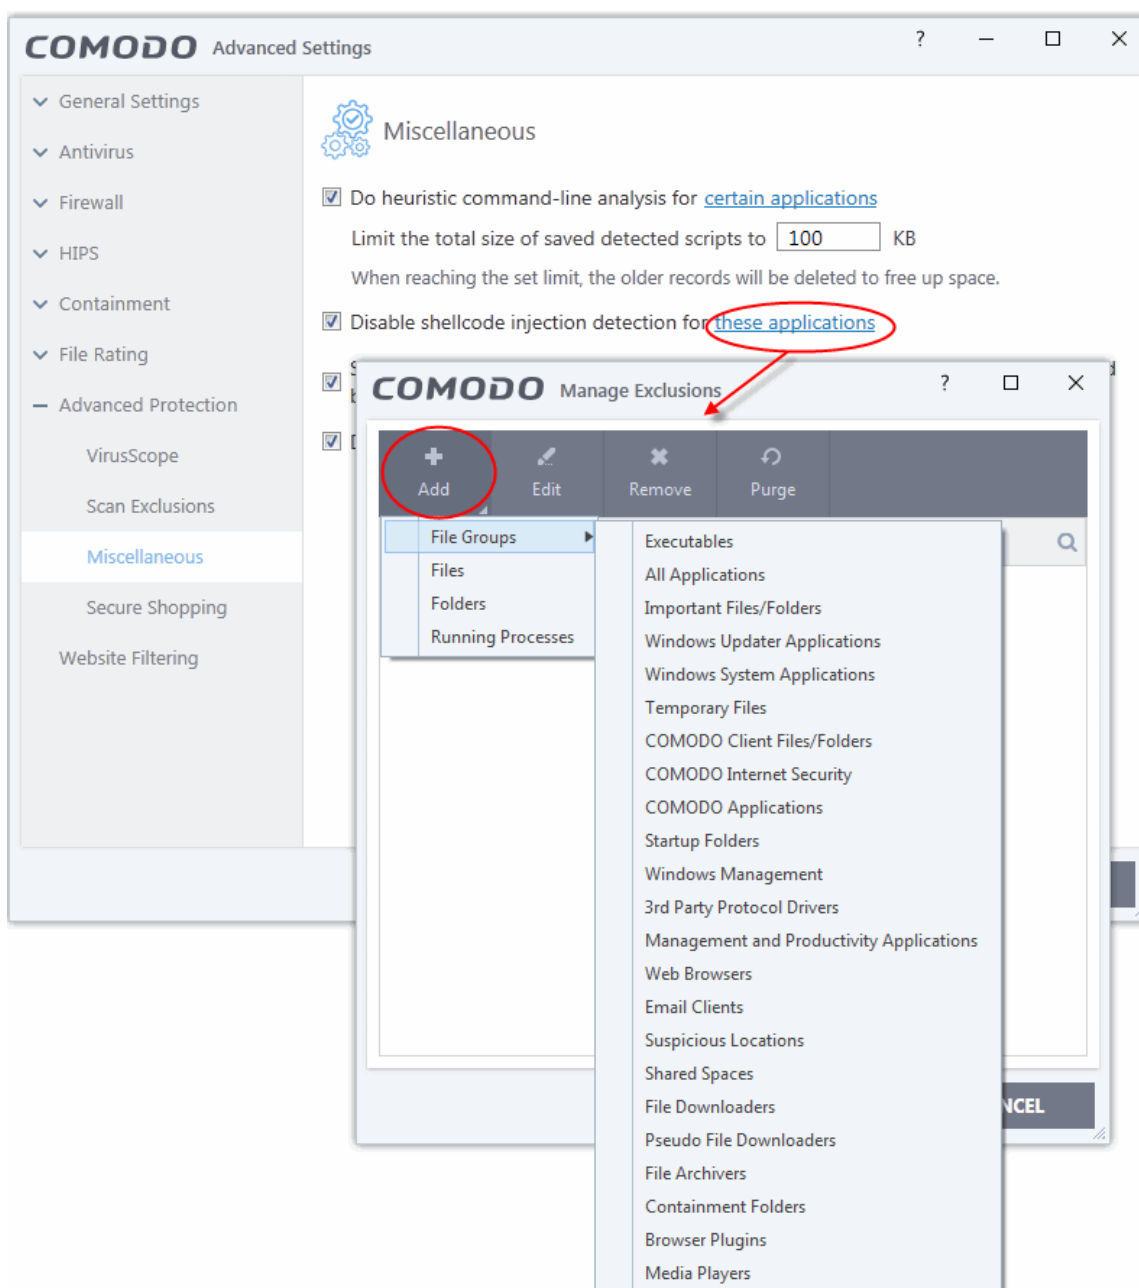 COMODO Advanced Settings
?
General Settings
Antivirus
Firewall
HIPS
Containment
File Rating
Advanced Protection
VirusScope
Scan Exclusions
Miscellaneous
Secure Shopping
Website Filtering
Miscellaneous
Do heuristic command-line analysis for certain applications
Limit the total size of saved detected scripts to 100 KB
When reaching the set limit, the older records will be deleted to free up space.
Disable shellcode injection detection for these applications
COMODO Manage Exclusions
?
Add Edit Remove Purge
File Groups
Files
Folders
Running Processes
Executables
All Applications
Important Files/Folders
Windows Updater Applications
Windows System Applications
Temporary Files
COMODO Client Files/Folders
COMODO Internet Security
COMODO Applications
Startup Folders
Windows Management
3rd Party Protocol Drivers
Management and Productivity Applications
Web Browsers
Email Clients
Suspicious Locations
Shared Spaces
File Downloaders
Pseudo File Downloaders
File Archivers
Containment Folders
Browser Plugins
Media Players
NCEL